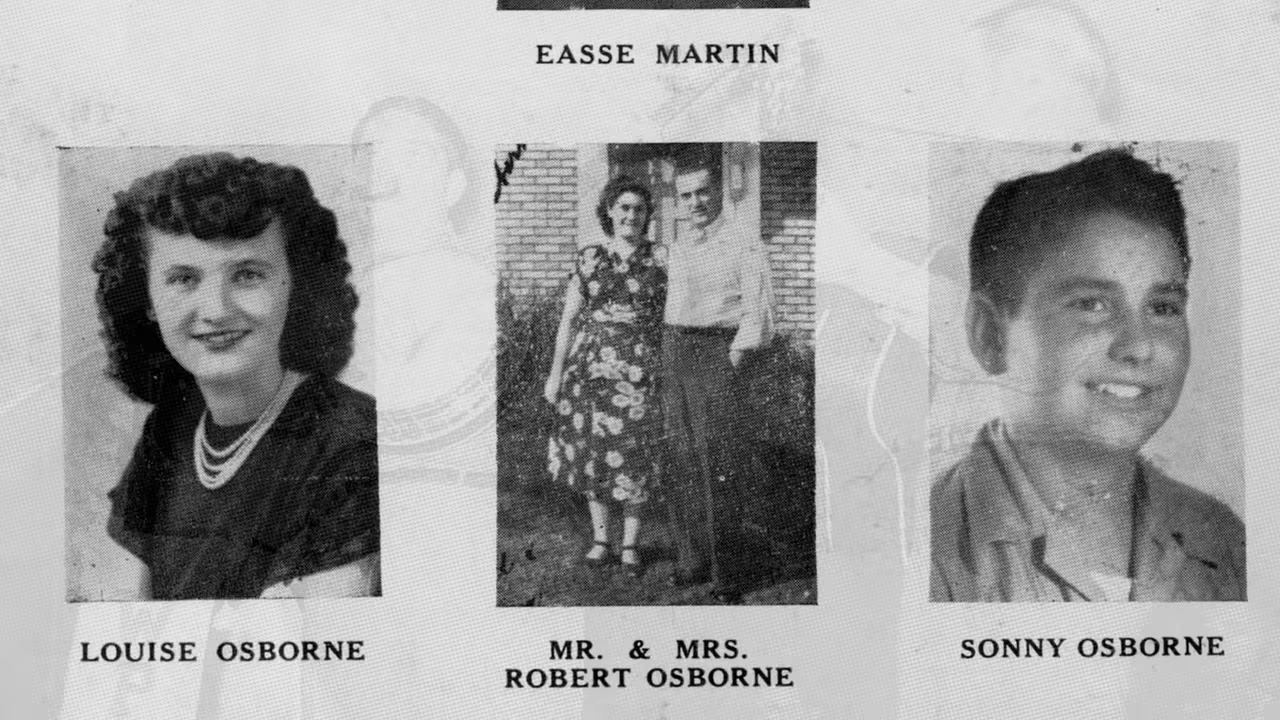 EASSE MARTIN
LOUISE OSBORNE
MR. & MRS.
ROBERT OSBORNE
SONNY OSBORNE